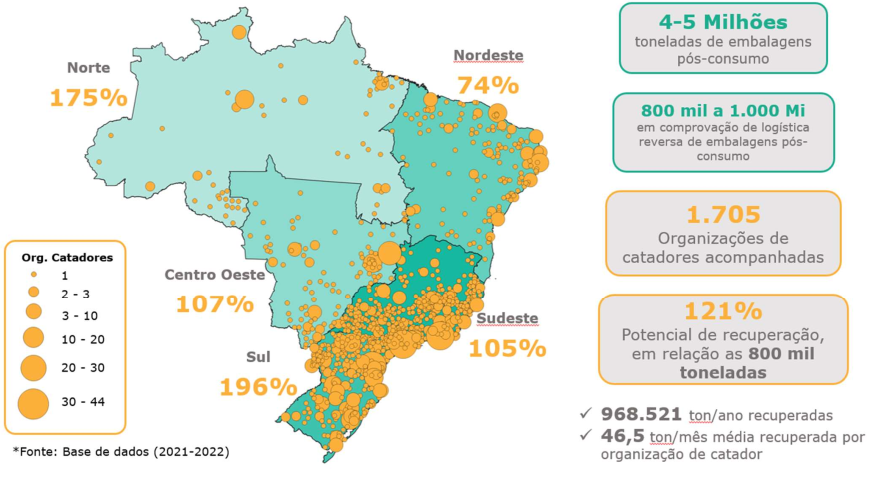 Norte
175%
Nordeste
74%
Centro Oeste
107%
Sudeste
105%
Sul
196%
Org. Catadores
1
2 - 3
3 - 10
10 - 20
20 - 30
30 - 44
*Fonte: Base de dados (2021-2022)
4-5 Milhões
toneladas de embalagens
pós-consumo
800 mil a 1.000 Mi
em comprovação de logística
reversa de embalagens pós-
consumo
1.705
Organizações de
catadores acompanhadas
121%
Potencial de recuperação,
em relação as 800 mil
toneladas
✓ 968.521 ton/ano recuperadas
✓ 46,5 ton/mês média recuperada por
organização de catador